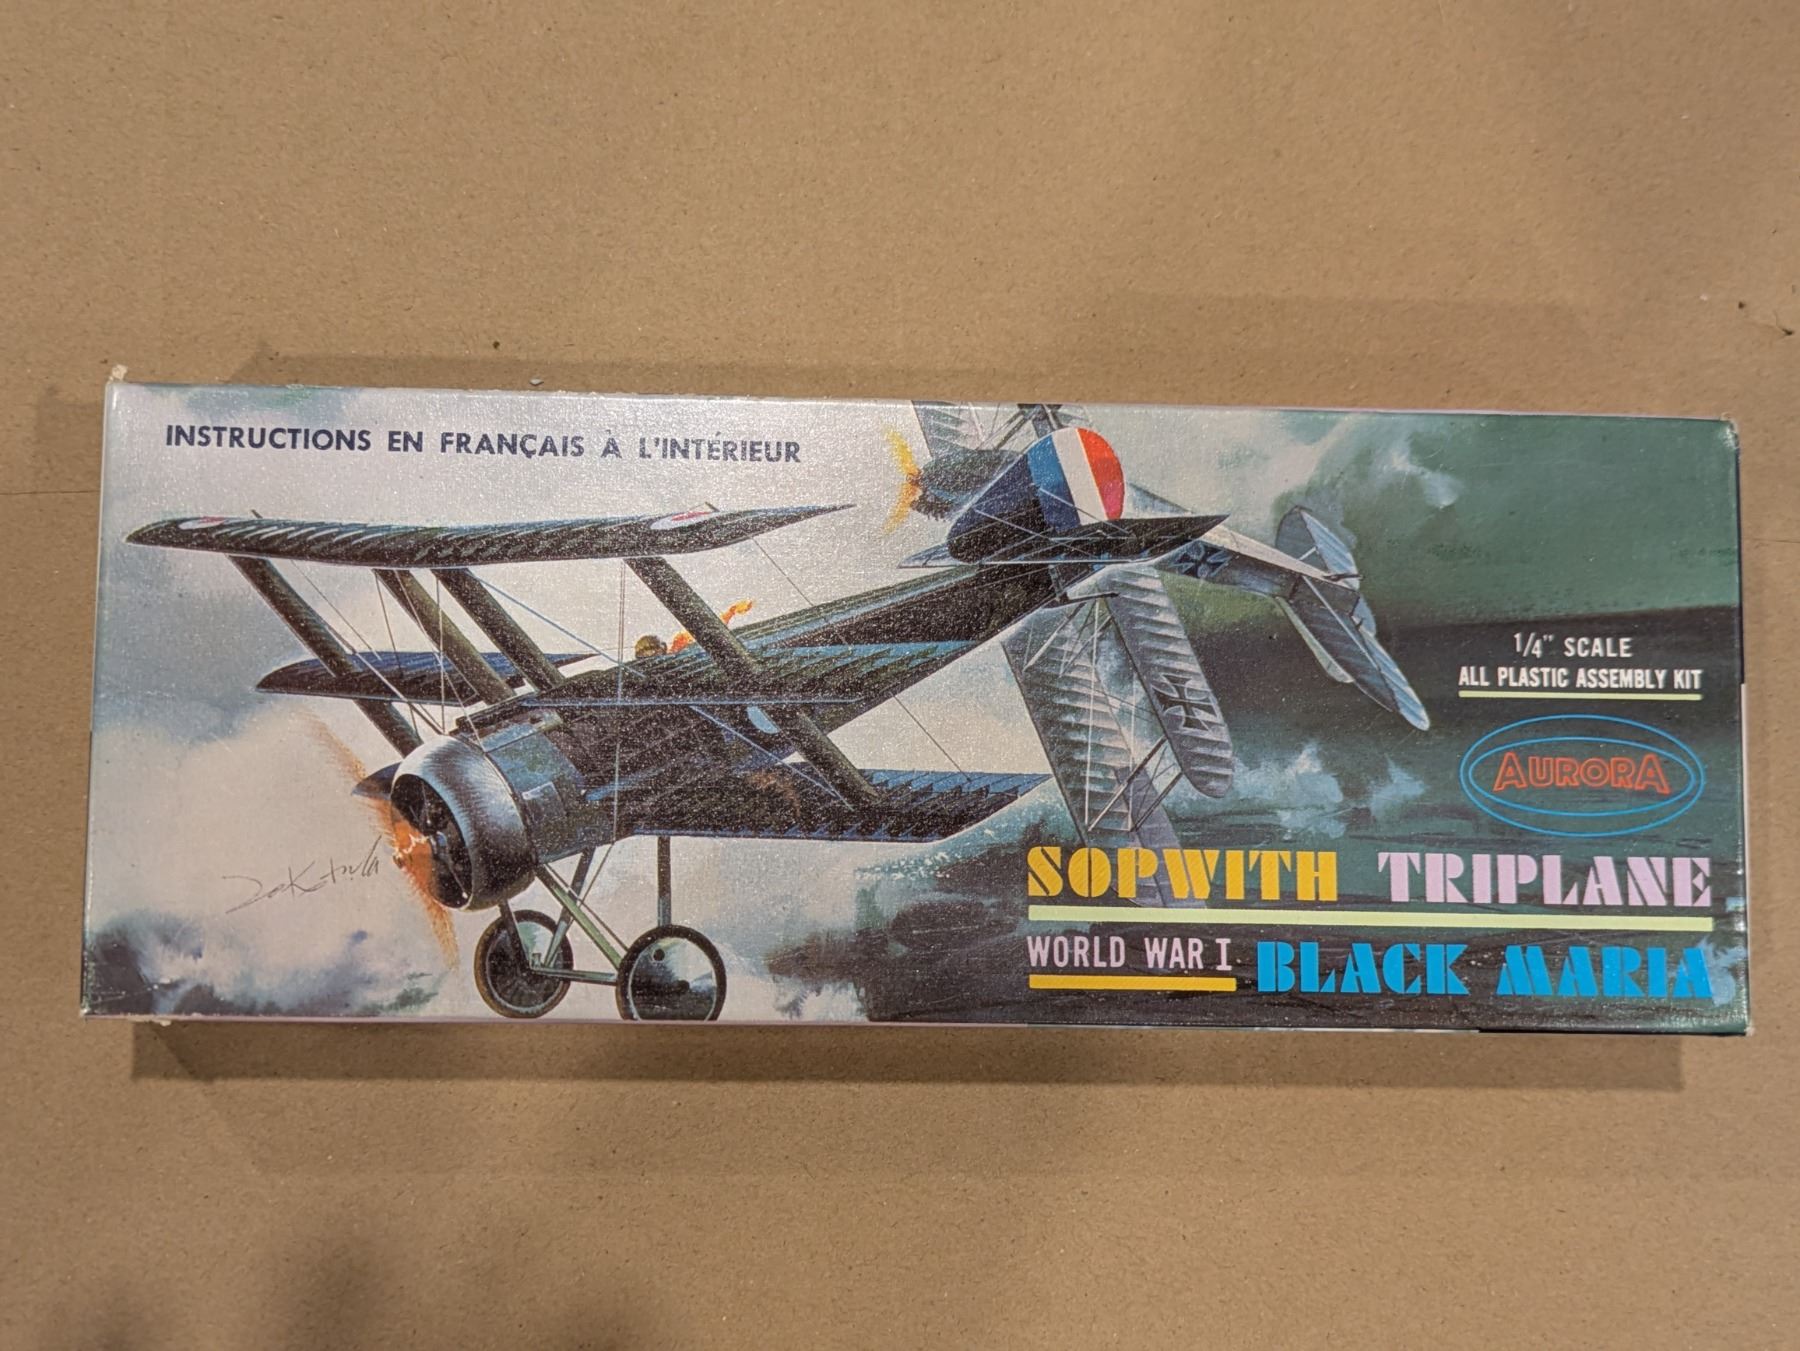 INSTRUCTIONS EN FRANÇAIS À L'INTÉRIEUR
1/4" SCALE
ALL PLASTIC ASSEMBLY KIT
AURORA
SOPWITH TRIPLANE
WORLD WAR I BLACK MARIA